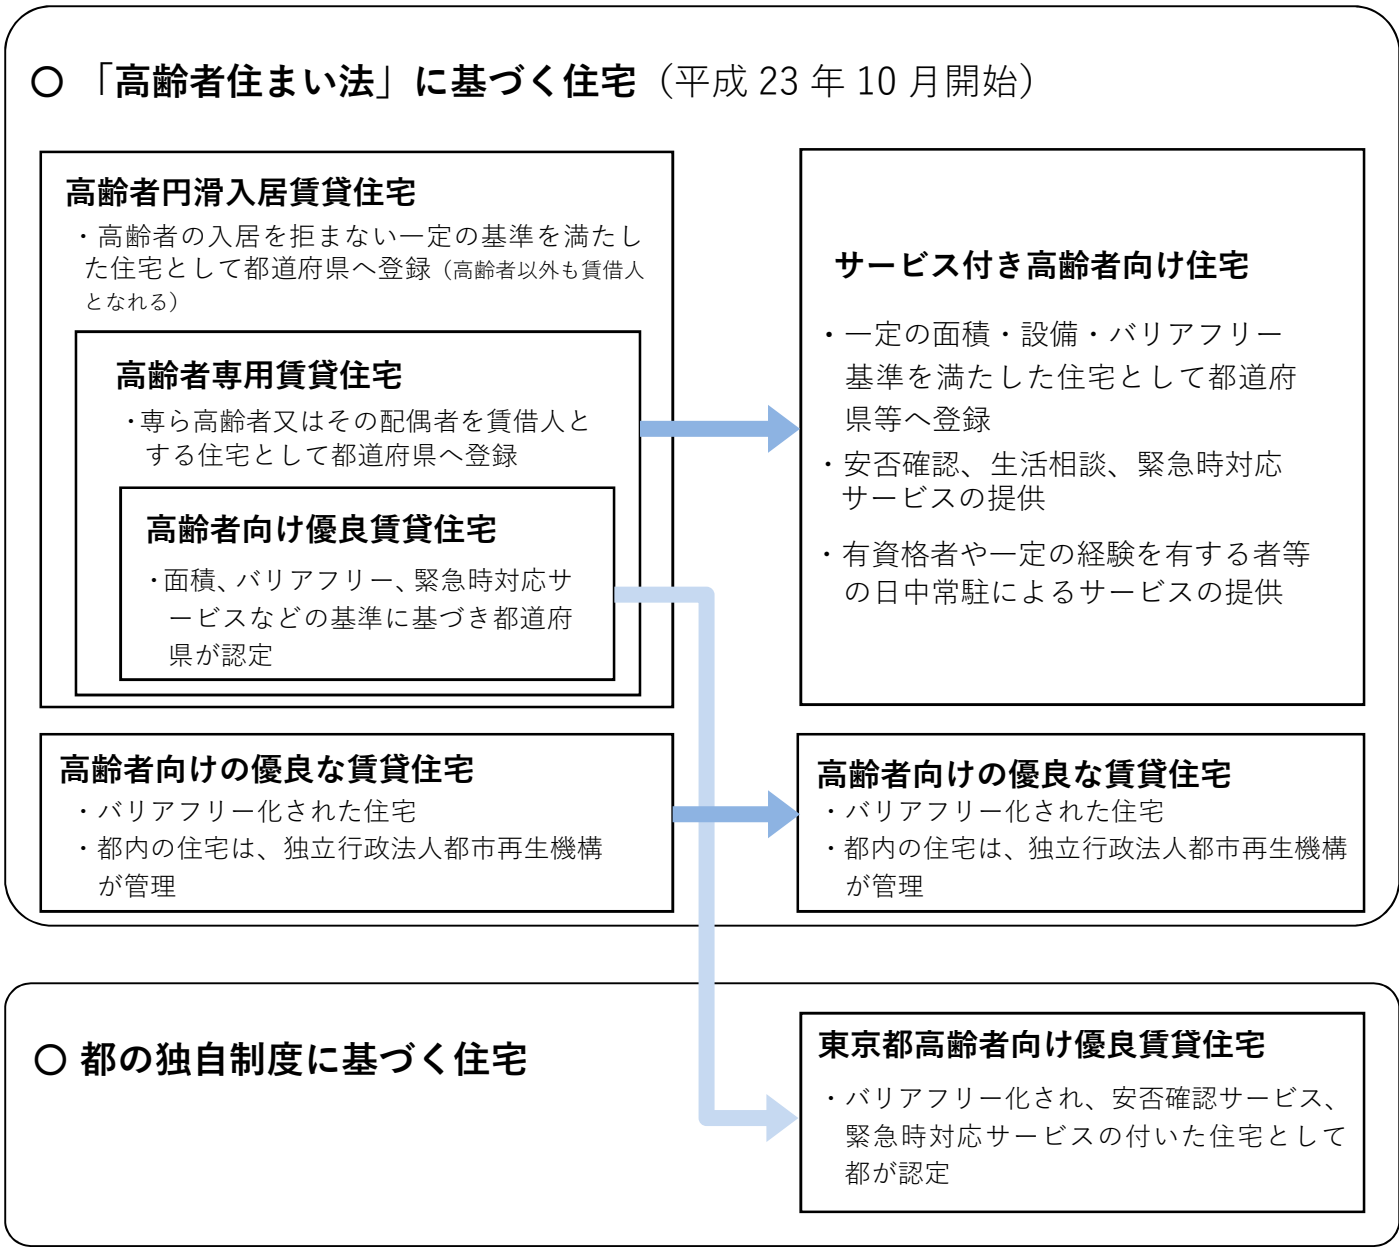 ○ 「高齢者住まい法」に基づく住宅（平成 23 年 10 月開始）
高齢者円滑入居賃貸住宅
・高齢者の入居を拒まない一定の基準を満たし
た住宅として都道府県へ登録（高齢者以外も賃借人
となれる）
高齢者専用賃貸住宅
・専ら高齢者又はその配偶者を賃借人と
する住宅として都道府県へ登録
高齢者向け優良賃貸住宅
・面積、バリアフリー、緊急時対応サ
ービスなどの基準に基づき都道府
県が認定
サービス付き高齢者向け住宅
・一定の面積・設備・バリアフリー
基準を満たした住宅として都道府
県等へ登録
・安否確認、生活相談、緊急時対応
サービスの提供
・有資格者や一定の経験を有する者等
の日中常駐によるサービスの提供
高齢者向けの優良な賃貸住宅
・バリアフリー化された住宅
・都内の住宅は、独立行政法人都市再生機構
が管理
高齢者向けの優良な賃貸住宅
・バリアフリー化された住宅
・都内の住宅は、独立行政法人都市再生機構
が管理
○ 都の独自制度に基づく住宅
東京都高齢者向け優良賃貸住宅
・バリアフリー化され、安否確認サービス、
緊急時対応サービスの付いた住宅として
都が認定